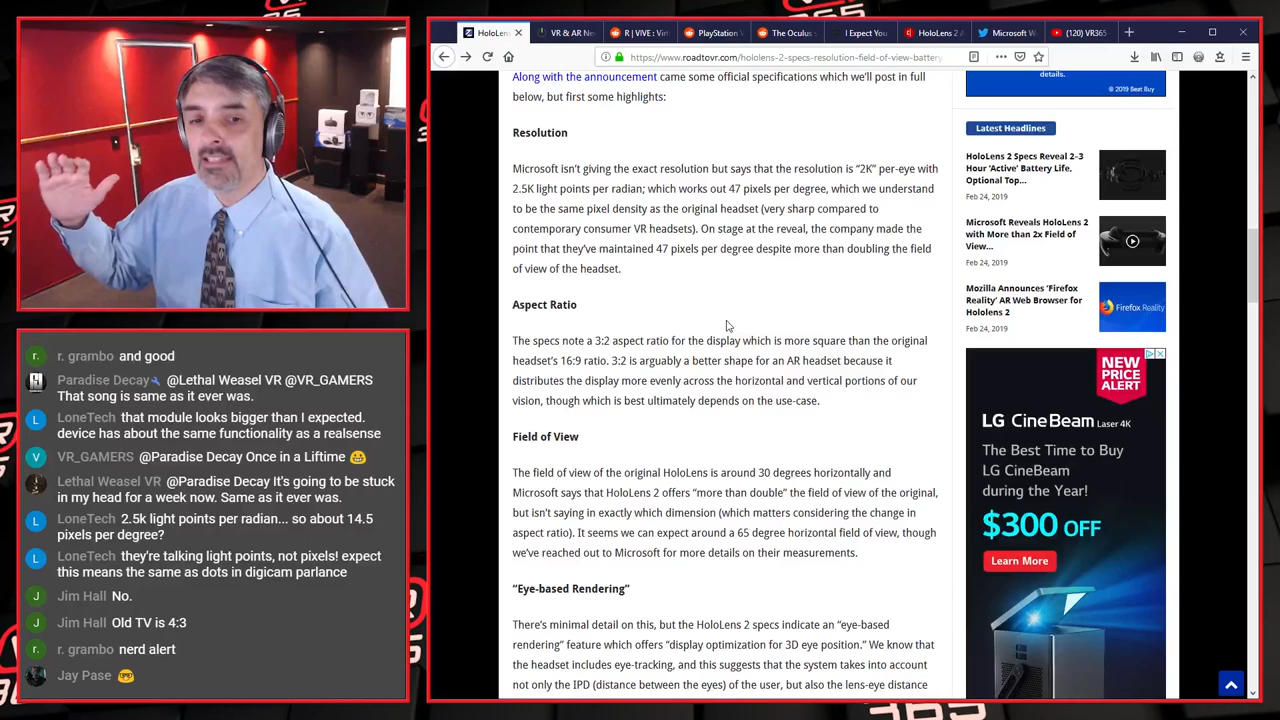 HoloLens
VR & AR Ne
R | VIVE : Virt
PlayStation V
The Oculus s
I Expect You
HoloLens 2 A
Microsoft W
(120) VR365
https://www.roadtovr.com/hololens-2-specs-resolution-field-of-view-battery
Along with the announcement came some official specifications which we'll post in full
below, but first some highlights:
Resolution
Microsoft isn't giving the exact resolution but says that the resolution is "2K" per-eye with
2.5K light points per radian; which works out 47 pixels per degree, which we understand
to be the same pixel density as the original headset (very sharp compared to
contemporary consumer VR headsets). On stage at the reveal, the company made the
point that they've maintained 47 pixels per degree despite more than doubling the field
of view of the headset.
Aspect Ratio
The specs note a 3:2 aspect ratio for the display which is more square than the original
headset's 16:9 ratio. 3:2 is arguably a better shape for an AR headset because it
distributes the display more evenly across the horizontal and vertical portions of our
vision, though which is best ultimately depends on the use-case.
Field of View
The field of view of the original HoloLens is around 30 degrees horizontally and
Microsoft says that HoloLens 2 offers "more than double" the field of view of the original,
but isn't saying in exactly which dimension (which matters considering the change in
aspect ratio). It seems we can expect around a 65 degree horizontal field of view, though
we've reached out to Microsoft for more details on their measurements.
"Eye-based Rendering"
There's minimal detail on this, but the HoloLens 2 specs indicate an "eye-based
rendering" feature which offers "display optimization for 3D eye position." We know that
the headset includes eye-tracking, and this suggests that the system takes into account
not only the IPD (distance between the eyes) of the user, but also the lens-eye distance
details.
© 2019 Best Buy
Latest Headlines
HoloLens 2 Specs Reveal 2–3
Hour 'Active' Battery Life,
Optional Top...
Feb 24, 2019
Microsoft Reveals HoloLens 2
with More than 2x Field of
View...
Feb 24, 2019
Mozilla Announces 'Firefox
Reality' AR Web Browser for
Hololens 2
Feb 24, 2019
Firefox Reality
NEW
PRICE
ALERT
LG CineBeam
Laser 4K
The Best Time to Buy
LG CineBeam
during the Year!
$300 OFF
Learn More
r. grambo and good
Paradise Decay @Lethal Weasel VR @VR_GAMERS
That song is same as it ever was.
LoneTech that module looks bigger than I expected.
device has about the same functionality as a realsense
VR_GAMERS @Paradise Decay Once in a Liftime
Lethal Weasel VR @Paradise Decay It's going to be stuck
in my head for a week now. Same as it ever was.
LoneTech 2.5k light points per radian... so about 14.5
pixels per degree?
LoneTech they're talking light points, not pixels! expect
this means the same as dots in digicam parlance
Jim Hall No.
Jim Hall Old TV is 4:3
r. grambo nerd alert
Jay Pase
365